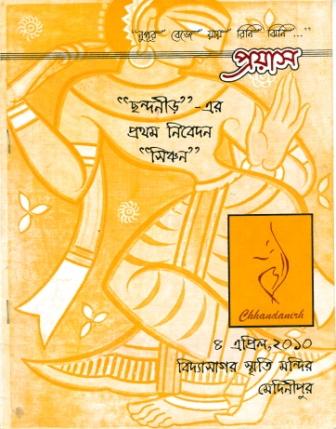 "নুপূর বেজে যায় রিনি ঝিনি..."
প্রয়াস
"ছন্দনীড়"-এর
প্রথম নিবেদন
"সিঞ্চন"
Chhandanirh
৪ এপ্রিল,২০১০
বিদ্যাসাগর স্মৃতি মন্দির
মেদিনীপুর